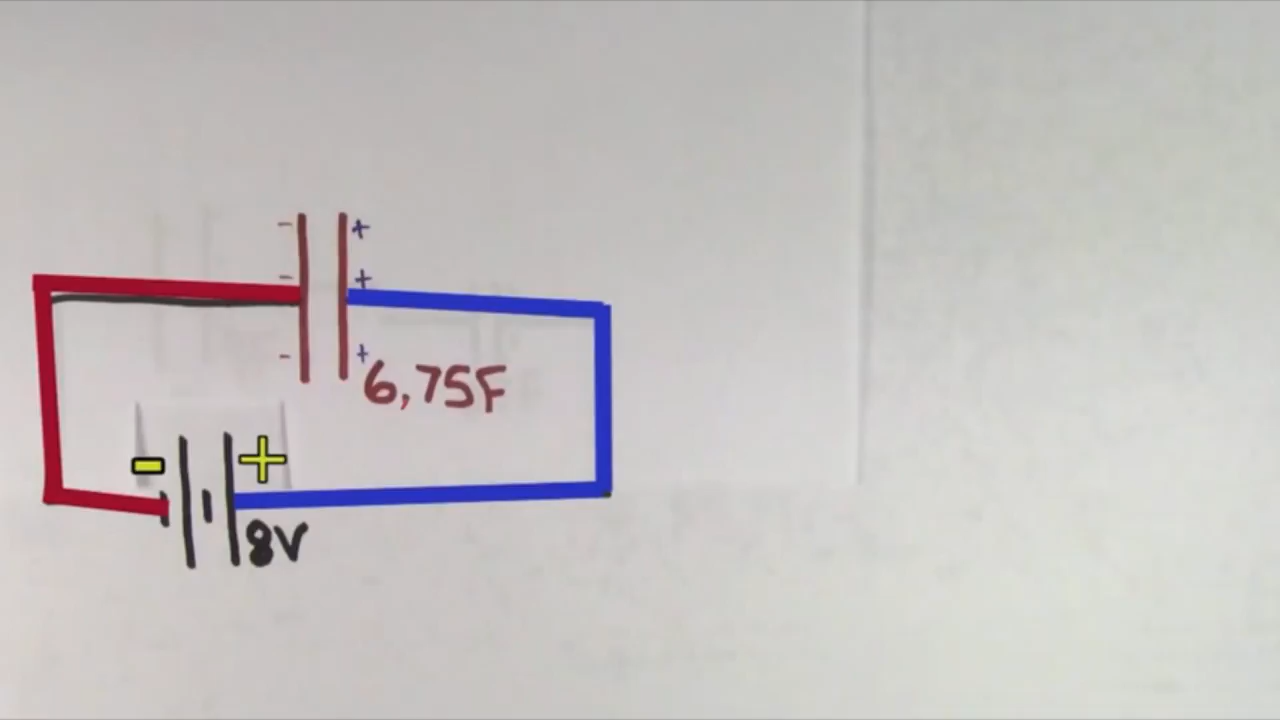 - +
- +
- +
6,75F
- +
8V